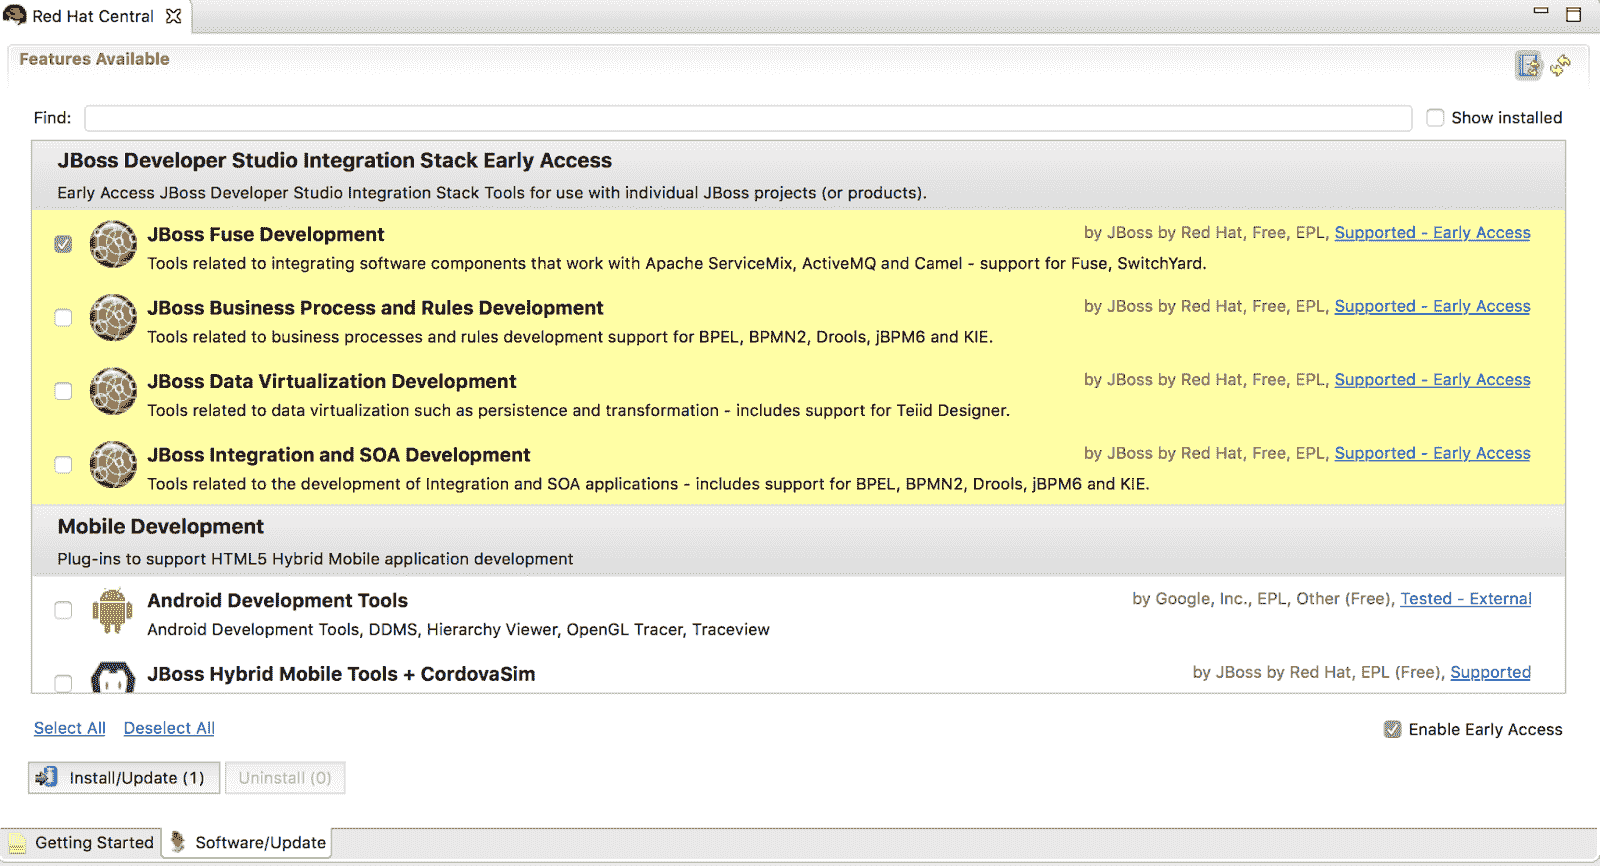 Red Hat Central
Features Available
Find:
Show installed
JBoss Developer Studio Integration Stack Early Access
Early Access JBoss Developer Studio Integration Stack Tools for use with individual JBoss projects (or products).
JBoss Fuse Development
by JBoss by Red Hat, Free, EPL, Supported - Early Access
Tools related to integrating software components that work with Apache ServiceMix, ActiveMQ and Camel - support for Fuse, SwitchYard.
JBoss Business Process and Rules Development
by JBoss by Red Hat, Free, EPL, Supported - Early Access
Tools related to business processes and rules development support for BPEL, BPMN2, Drools, jBPM6 and KIE.
JBoss Data Virtualization Development
by JBoss by Red Hat, Free, EPL, Supported - Early Access
Tools related to data virtualization such as persistence and transformation - includes support for Teiid Designer.
JBoss Integration and SOA Development
by JBoss by Red Hat, Free, EPL, Supported - Early Access
Tools related to the development of Integration and SOA applications - includes support for BPEL, BPMN2, Drools, jBPM6 and KIE.
Mobile Development
Plug-ins to support HTML5 Hybrid Mobile application development
Android Development Tools
by Google, Inc., EPL, Other (Free), Tested - External
Android Development Tools, DDMS, Hierarchy Viewer, OpenGL Tracer, Traceview
JBoss Hybrid Mobile Tools + CordovaSim
by JBoss by Red Hat, EPL (Free), Supported
Select All
Deselect All
Enable Early Access
Install/Update (1)
Uninstall (0)
Getting Started
Software/Update